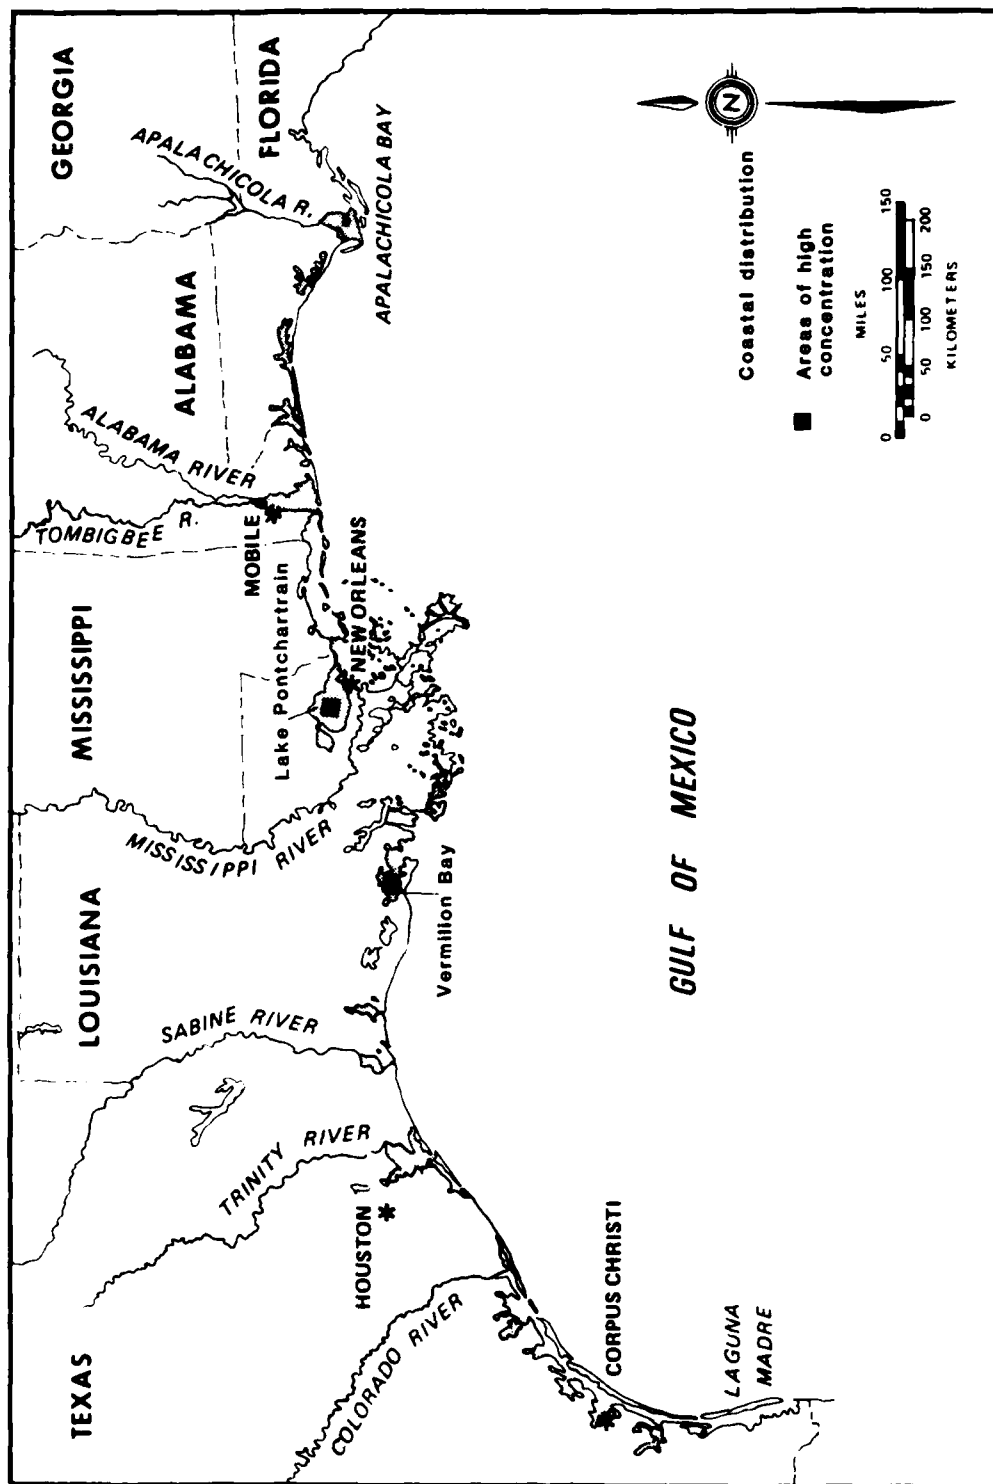 TEXAS
LOUISIANA
MISSISSIPPI
ALABAMA
GEORGIA
FLORIDA
COLORADO RIVER
TRINITY RIVER
SABINE RIVER
MISSISSIPPI RIVER
TOMBIGBEE R.
ALABAMA RIVER
APALACHICOLA R.
HOUSTON
CORPUS CHRISTI
LAGUNA
MADRE
Vermilion Bay
Lake Pontchartrain
NEW ORLEANS
MOBILE
APALACHICOLA BAY
GULF OF MEXICO
N
Coastal distribution
Areas of high
concentration
MILES
0 50 100 150
0 50 100 150 200
KILOMETERS